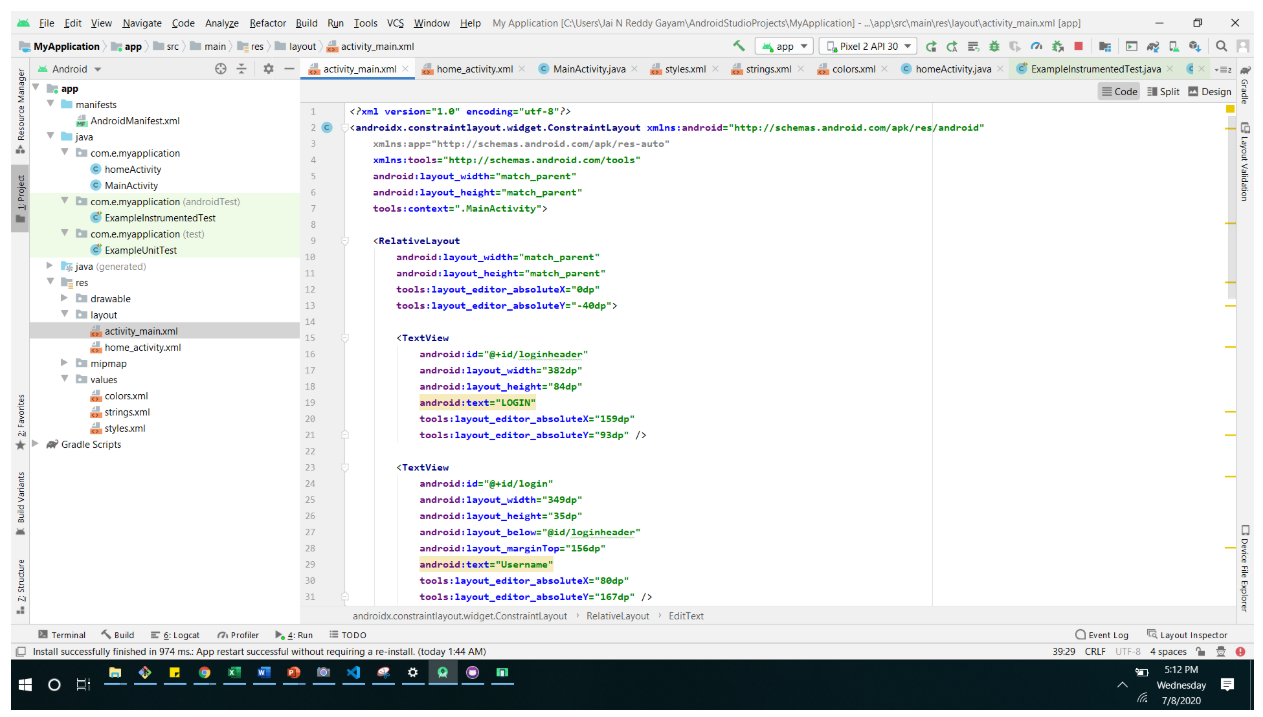 File Edit View Navigate Code Analyze Refactor Build Run Tools VCS Window Help My Application [C:\Users\Jai N Reddy Gayam\AndroidStudioProjects\MyApplication] - ...\app\src\main\res\layout\activity_main.xml [app]
MyApplication app src main res layout activity_main.xml app Pixel 2 API 30
Android activity_main.xml home_activity.xml MainActivity.java styles.xml strings.xml colors.xml homeActivity.java ExampleInstrumentedTest.java
Code Split Design
Resource Manager
1: Project
2: Favorites
Build Variants
7: Structure
app
manifests
AndroidManifest.xml
java
com.e.myapplication
homeActivity
MainActivity
com.e.myapplication (androidTest)
ExampleInstrumentedTest
com.e.myapplication (test)
ExampleUnitTest
java (generated)
res
drawable
layout
activity_main.xml
home_activity.xml
mipmap
values
colors.xml
strings.xml
styles.xml
Gradle Scripts
1 <?xml version="1.0" encoding="utf-8"?>
2 <androidx.constraintlayout.widget.ConstraintLayout xmlns:android="http://schemas.android.com/apk/res/android"
3 xmlns:app="http://schemas.android.com/apk/res-auto"
4 xmlns:tools="http://schemas.android.com/tools"
5 android:layout_width="match_parent"
6 android:layout_height="match_parent"
7 tools:context=".MainActivity">
8
9 <RelativeLayout
10 android:layout_width="match_parent"
11 android:layout_height="match_parent"
12 tools:layout_editor_absoluteX="0dp"
13 tools:layout_editor_absoluteY="-40dp">
14
15 <TextView
16 android:id="@+id/loginheader"
17 android:layout_width="382dp"
18 android:layout_height="84dp"
19 android:text="LOGIN"
20 tools:layout_editor_absoluteX="159dp"
21 tools:layout_editor_absoluteY="93dp" />
22
23 <TextView
24 android:id="@+id/login"
25 android:layout_width="349dp"
26 android:layout_height="35dp"
27 android:layout_below="@id/loginheader"
28 android:layout_marginTop="156dp"
29 android:text="Username"
30 tools:layout_editor_absoluteX="80dp"
31 tools:layout_editor_absoluteY="167dp" />
androidx.constraintlayout.widget.ConstraintLayout › RelativeLayout › EditText
Gradle
Layout Validation
Device File Explorer
Terminal Build 6: Logcat Profiler 4: Run TODO Event Log Layout Inspector
Install successfully finished in 974 ms.: App restart successful without requiring a re-install. (today 1:44 AM) 39:29 CRLF UTF-8 4 spaces
5:12 PM
Wednesday
7/8/2020